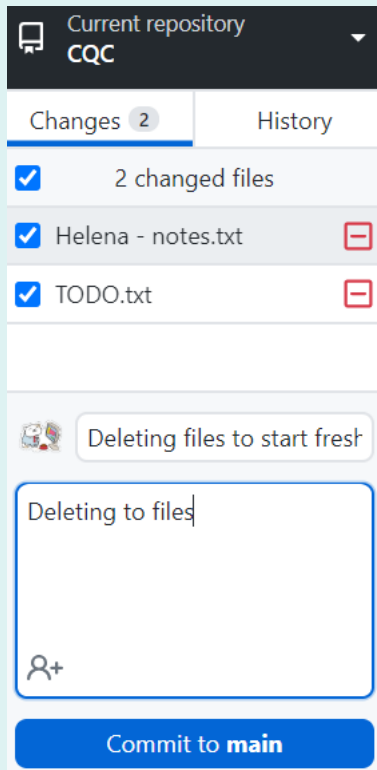 Current repository
CQC
Changes 2 History
2 changed files
Helena - notes.txt
TODO.txt
Deleting files to start fresh
Deleting to files
Commit to main